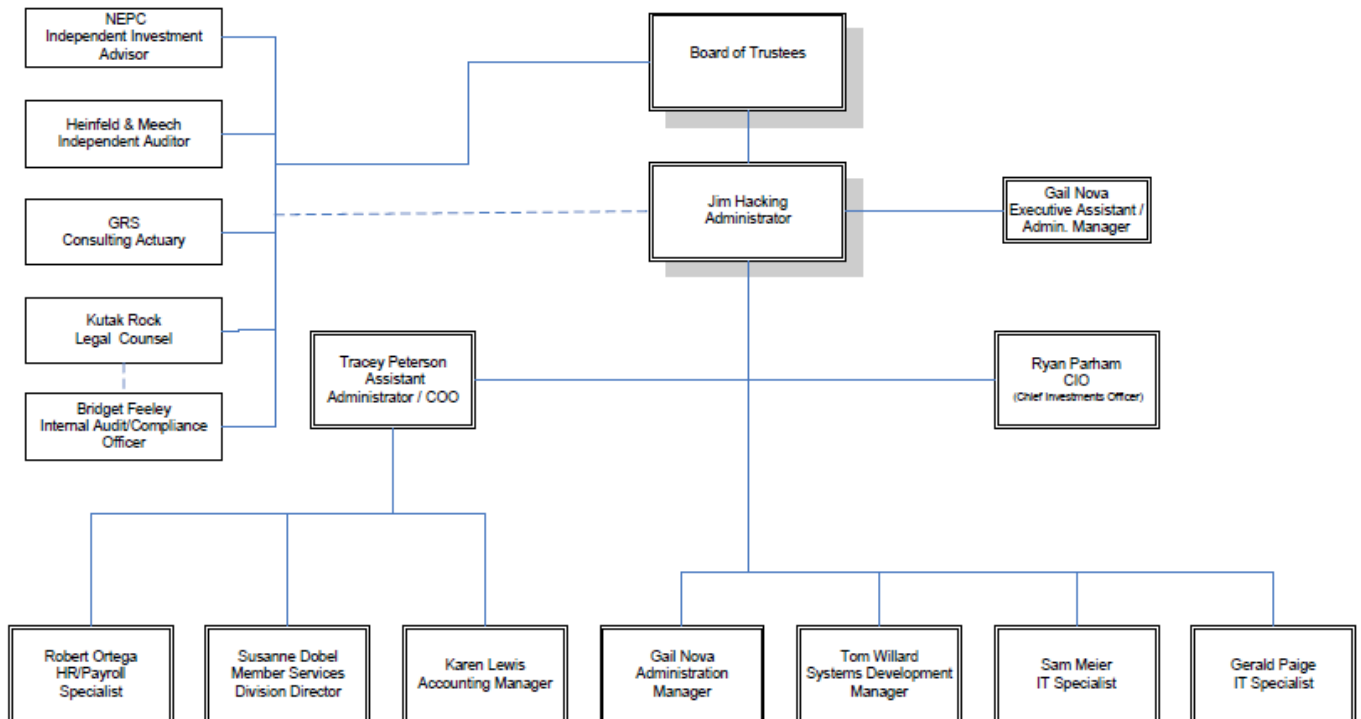 NEPC
Independent Investment
Advisor
Board of Trustees
Heinfeld & Meech
Independent Auditor
Jim Hacking
Administrator
Gail Nova
Executive Assistant /
Admin. Manager
GRS
Consulting Actuary
Kutak Rock
Legal Counsel
Tracey Peterson
Assistant
Administrator / COO
Ryan Parham
CIO
(Chief Investments Officer)
Bridget Feeley
Internal Audit/Compliance
Officer
Robert Ortega
HR/Payroll
Specialist
Susanne Dobel
Member Services
Division Director
Karen Lewis
Accounting Manager
Gail Nova
Administration
Manager
Tom Willard
Systems Development
Manager
Sam Meier
IT Specialist
Gerald Paige
IT Specialist